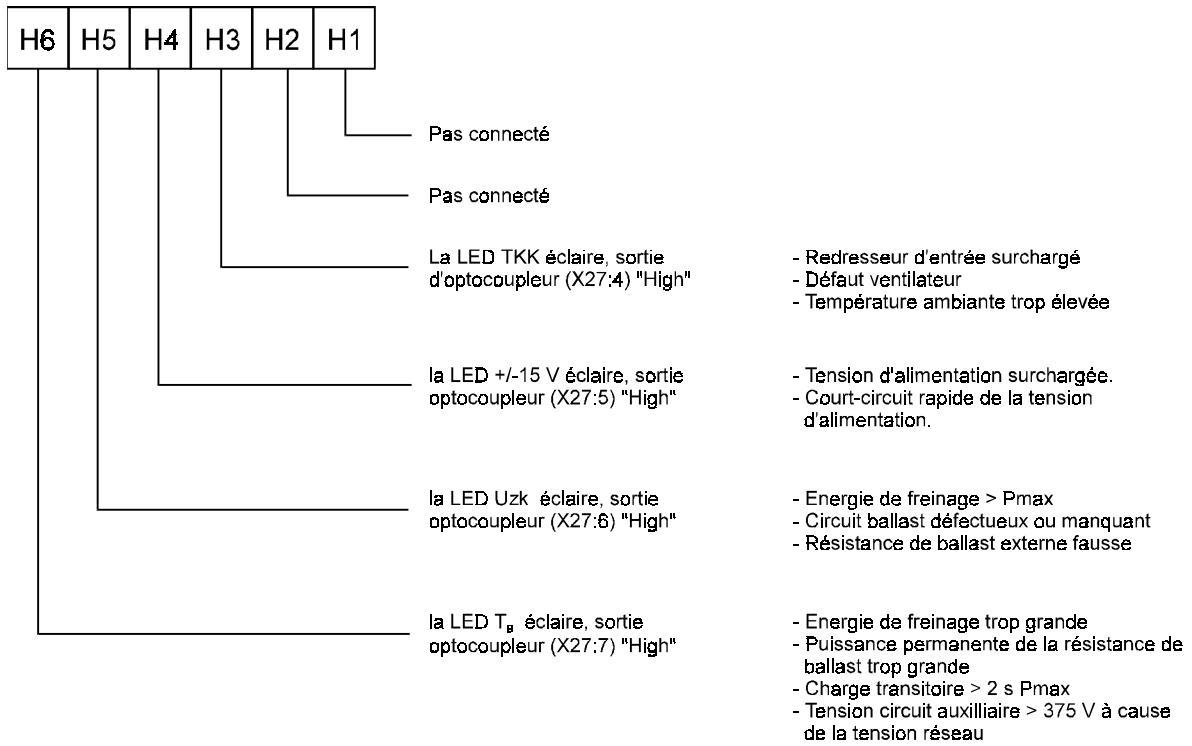 H6 H5 H4 H3 H2 H1
Pas connecté
Pas connecté
La LED TKK éclaire, sortie
d'optocoupleur (X27:4) "High"
- Redresseur d'entrée surchargé
- Défaut ventilateur
- Température ambiante trop élevée
la LED +/-15 V éclaire, sortie
optocoupleur (X27:5) "High"
- Tension d'alimentation surchargée.
- Court-circuit rapide de la tension
d'alimentation.
la LED Uzk éclaire, sortie
optocoupleur (X27:6) "High"
- Energie de freinage > Pmax
- Circuit ballast défectueux ou manquant
- Résistance de ballast externe fausse
la LED TB éclaire, sortie
optocoupleur (X27:7) "High"
- Energie de freinage trop grande
- Puissance permanente de la résistance de
ballast trop grande
- Charge transitoire > 2 s Pmax
- Tension circuit auxilliaire > 375 V à cause
de la tension réseau